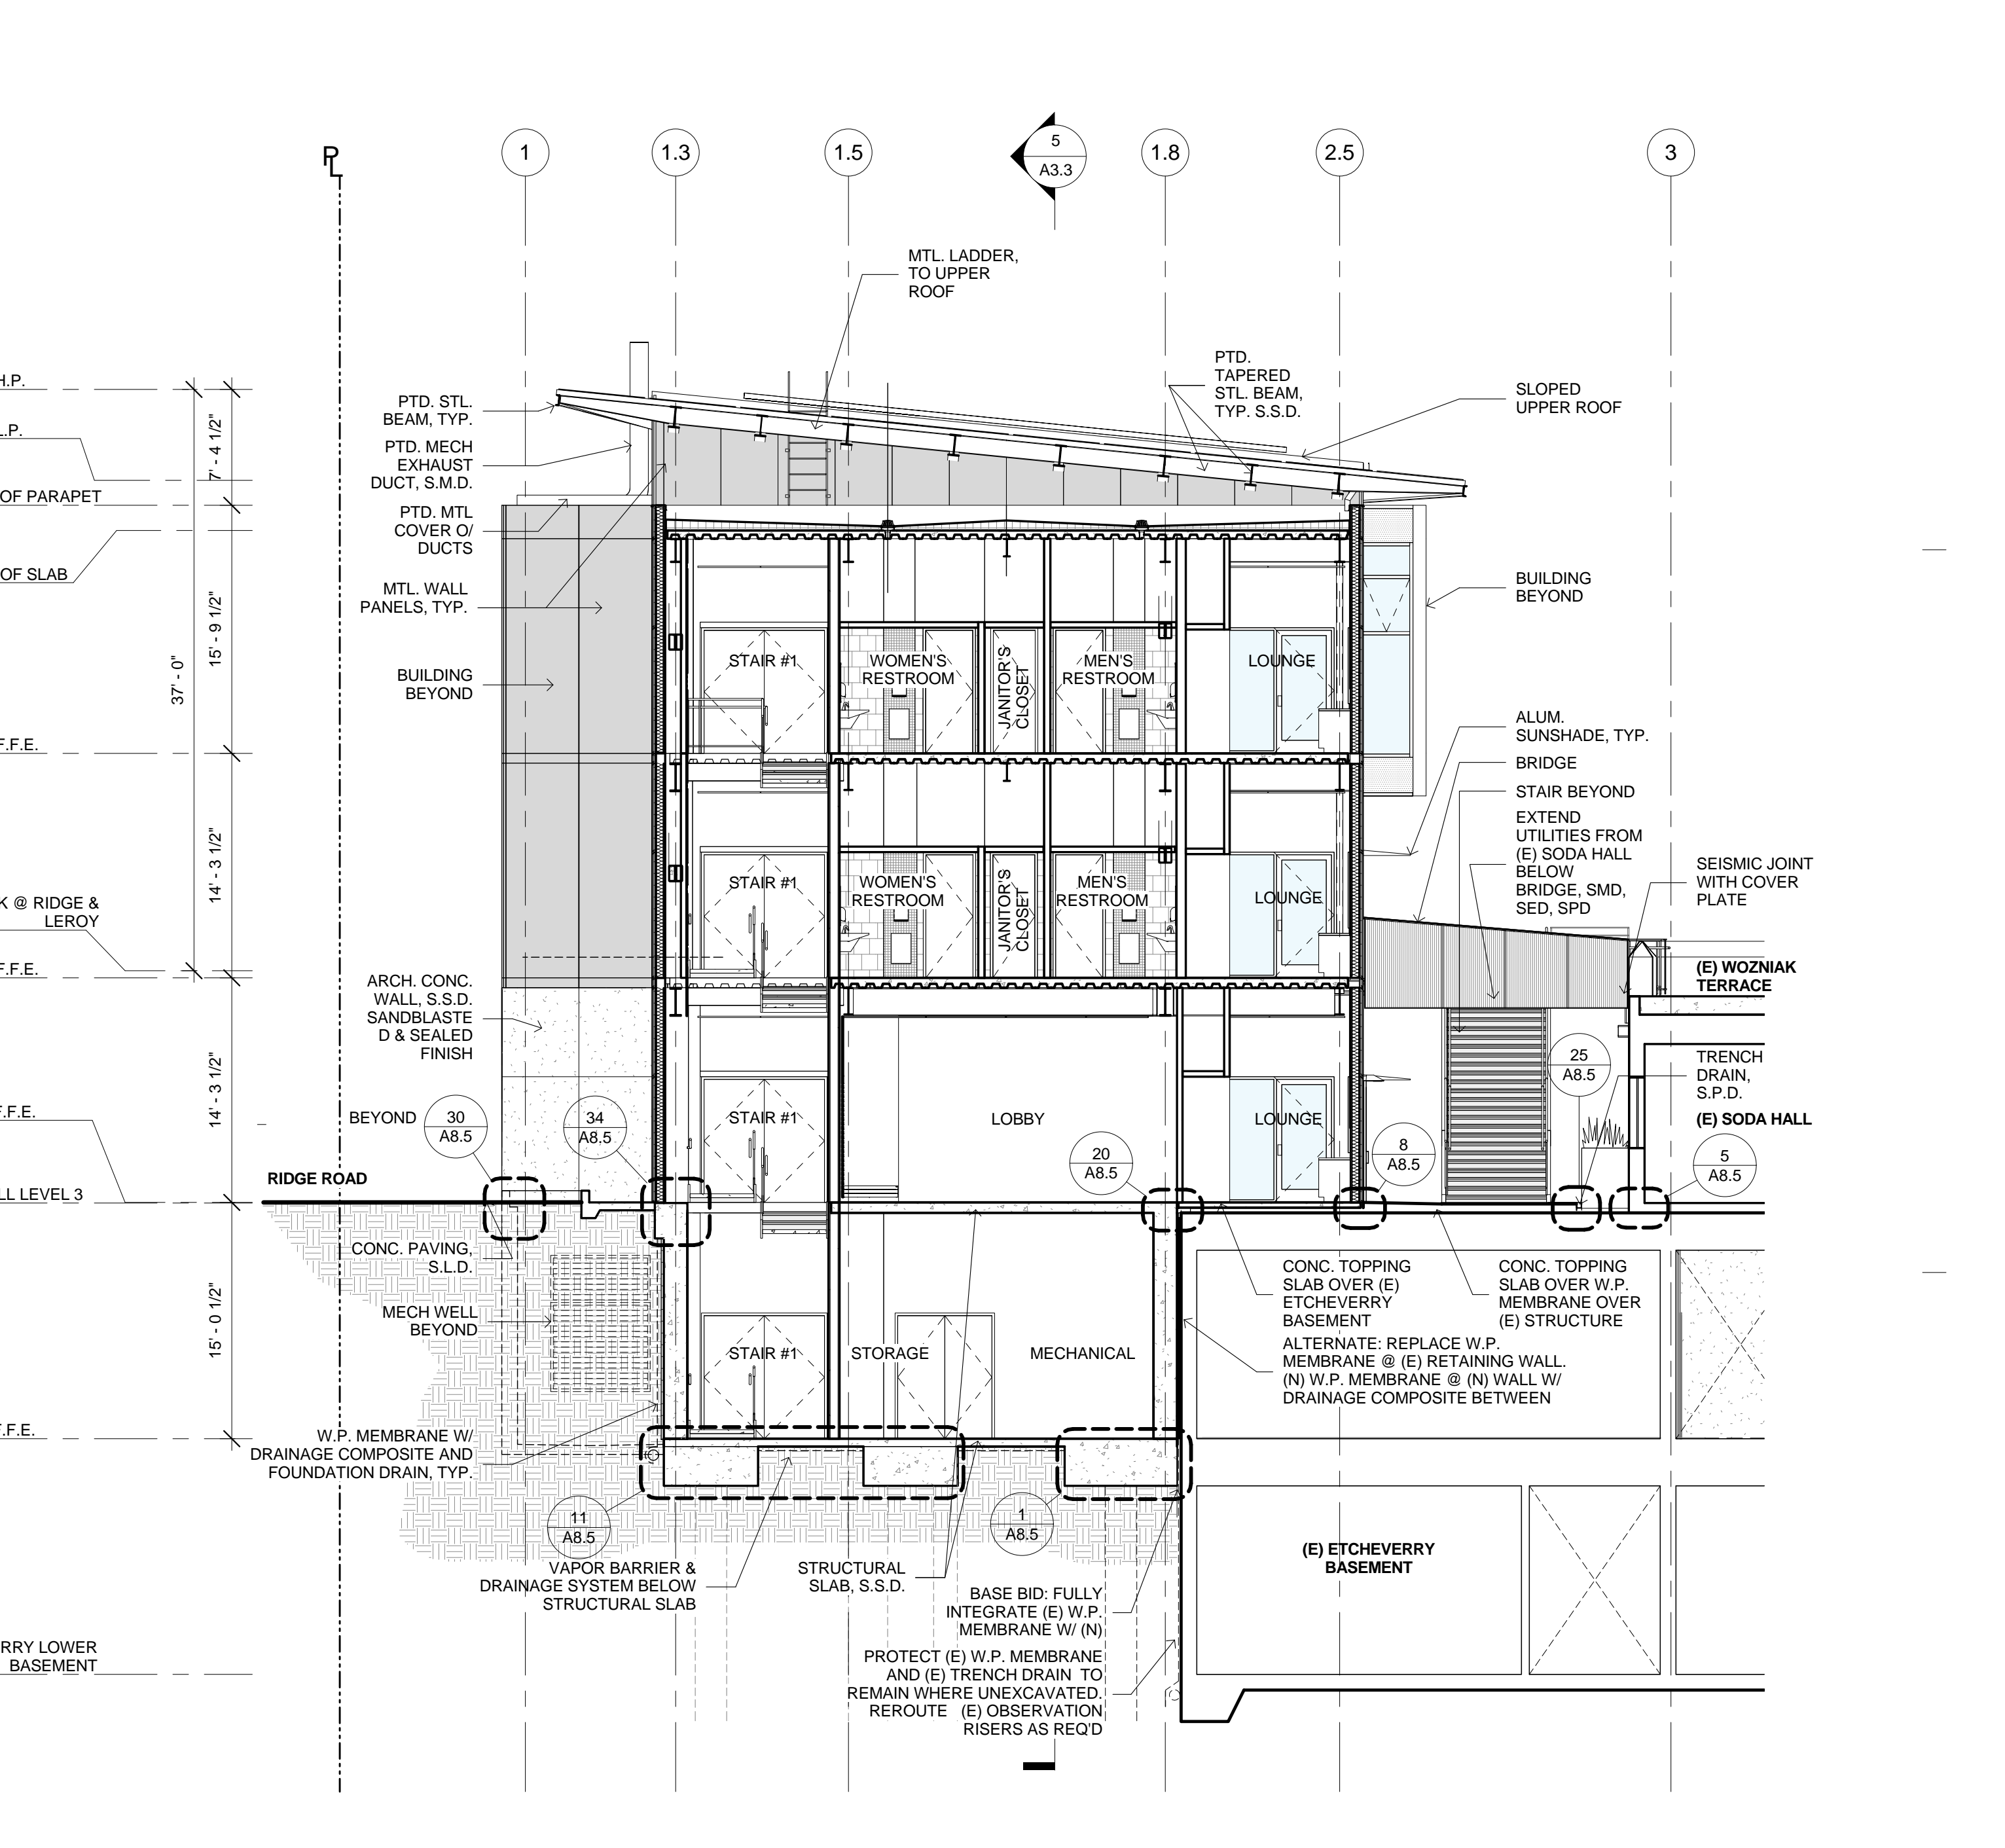 PL
1
1.3
1.5
5
A3.3
1.8
2.5
3
MTL. LADDER,
TO UPPER
ROOF
PTD.
TAPERED
STL. BEAM,
TYP. S.S.D.
SLOPED
UPPER ROOF
H.P.
L.P.
OF PARAPET
OF SLAB
F.F.E.
K @ RIDGE &
LEROY
F.F.E.
F.F.E.
LL LEVEL 3
F.F.E.
RRY LOWER
BASEMENT
7' - 4 1/2"
15' - 9 1/2"
37' - 0"
14' - 3 1/2"
14' - 3 1/2"
15' - 0 1/2"
PTD. STL.
BEAM, TYP.
PTD. MECH
EXHAUST
DUCT, S.M.D.
PTD. MTL
COVER O/
DUCTS
MTL. WALL
PANELS, TYP.
BUILDING
BEYOND
ARCH. CONC.
WALL, S.S.D.
SANDBLASTE
D & SEALED
FINISH
BEYOND
30
A8.5
34
A8.5
RIDGE ROAD
CONC. PAVING,
S.L.D.
MECH WELL
BEYOND
W.P. MEMBRANE W/
DRAINAGE COMPOSITE AND
FOUNDATION DRAIN, TYP.
11
A8.5
VAPOR BARRIER &
DRAINAGE SYSTEM BELOW
STRUCTURAL SLAB
STAIR #1
WOMEN'S
RESTROOM
JANITOR'S
CLOSET
MEN'S
RESTROOM
LOUNGE
STAIR #1
WOMEN'S
RESTROOM
JANITOR'S
CLOSET
MEN'S
RESTROOM
LOUNGE
STAIR #1
LOBBY
LOUNGE
20
A8.5
STAIR #1
STORAGE
MECHANICAL
1
A8.5
STRUCTURAL
SLAB, S.S.D.
BASE BID: FULLY
INTEGRATE (E) W.P.
MEMBRANE W/ (N)
PROTECT (E) W.P. MEMBRANE
AND (E) TRENCH DRAIN TO
REMAIN WHERE UNEXCAVATED.
REROUTE (E) OBSERVATION
RISERS AS REQ'D
BUILDING
BEYOND
ALUM.
SUNSHADE, TYP.
BRIDGE
STAIR BEYOND
EXTEND
UTILITIES FROM
(E) SODA HALL
BELOW
BRIDGE, SMD,
SED, SPD
SEISMIC JOINT
WITH COVER
PLATE
(E) WOZNIAK
TERRACE
25
A8.5
TRENCH
DRAIN,
S.P.D.
(E) SODA HALL
8
A8.5
5
A8.5
CONC. TOPPING
SLAB OVER (E)
ETCHEVERRY
BASEMENT
CONC. TOPPING
SLAB OVER W.P.
MEMBRANE OVER
(E) STRUCTURE
ALTERNATE: REPLACE W.P.
MEMBRANE @ (E) RETAINING WALL.
(N) W.P. MEMBRANE @ (N) WALL W/
DRAINAGE COMPOSITE BETWEEN
(E) ETCHEVERRY
BASEMENT